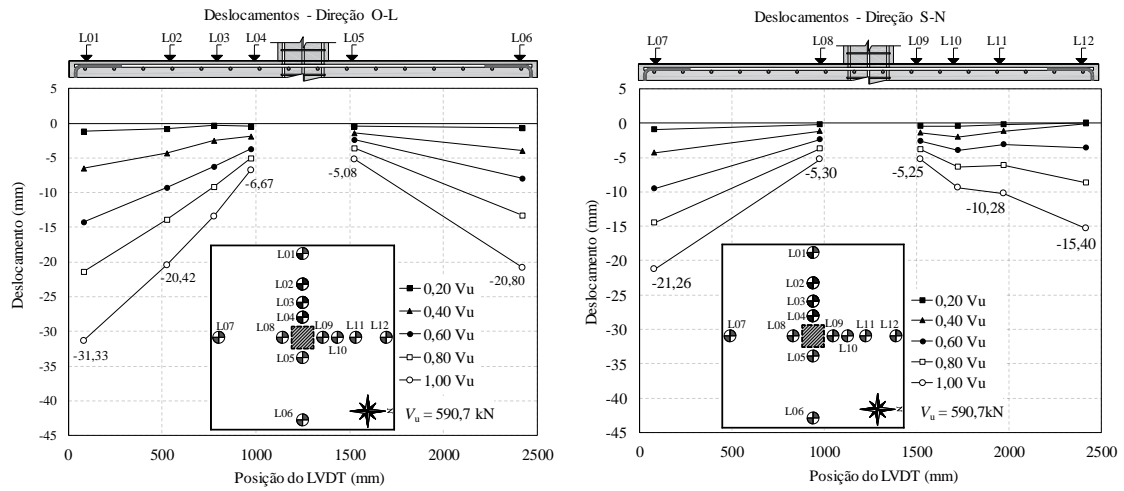 Deslocamentos - Direção O-L
L01 L02 L03 L04 L05 L06
5
0
-5
-10
-15
-20
-25
-30
-35
-40
-45
Deslocamento (mm)
-6,67
-5,08
-20,42
-20,80
-31,33
L01
L02
L03
L04
L07 L08 L09 L11 L12
L10
L05
L06
N
0,20 Vu
0,40 Vu
0,60 Vu
0,80 Vu
1,00 Vu
Vu = 590,7 kN
0 500 1000 1500 2000 2500
Posição do LVDT (mm)
Deslocamentos - Direção S-N
L07 L08 L09 L10 L11 L12
5
0
-5
-10
-15
-20
-25
-30
-35
-40
-45
Deslocamento (mm)
-5,30
-5,25
-10,28
-15,40
-21,26
L01
L02
L03
L04
L07 L08 L09 L11 L12
L10
L05
L06
N
0,20 Vu
0,40 Vu
0,60 Vu
0,80 Vu
1,00 Vu
Vu = 590,7kN
0 500 1000 1500 2000 2500
Posição do LVDT (mm)